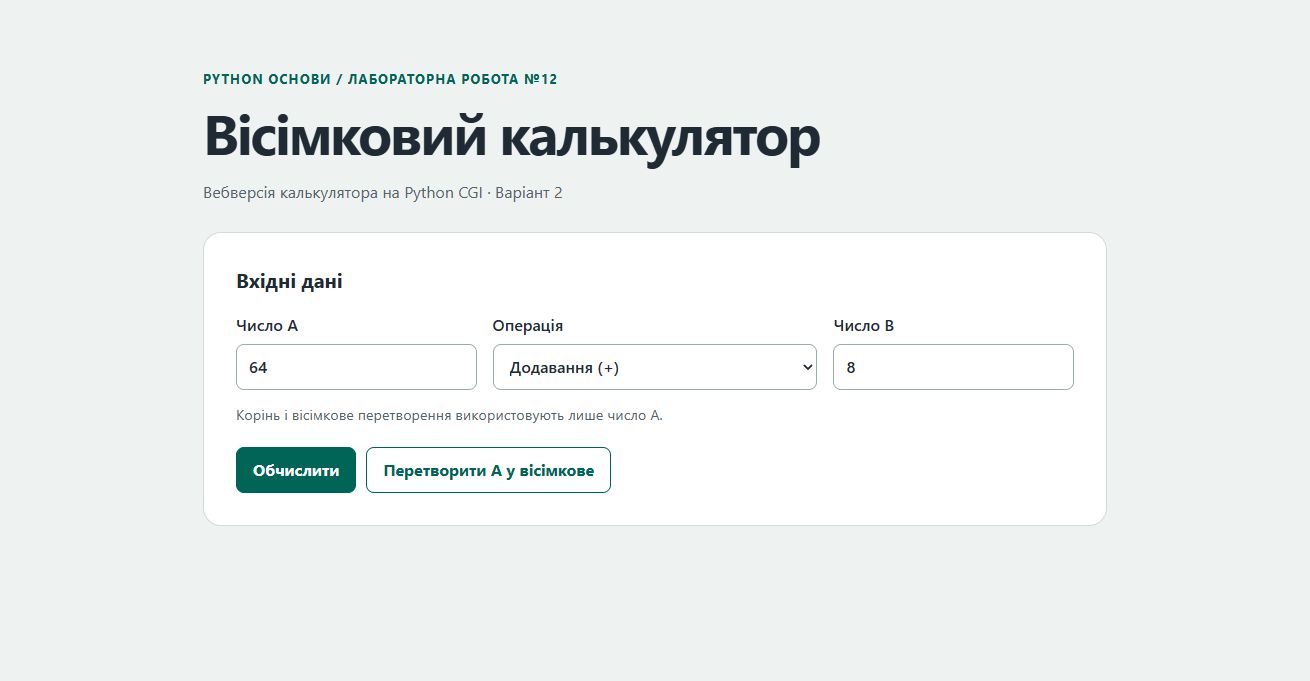 PYTHON ОСНОВИ / ЛАБОРАТОРНА РОБОТА №12
Вісімковий калькулятор
Вебверсія калькулятора на Python CGI · Варіант 2
Вхідні дані
Число A Операція Число B
64 Додавання (+) 8
Корінь і вісімкове перетворення використовують лише число A.
Обчислити Перетворити A у вісімкове